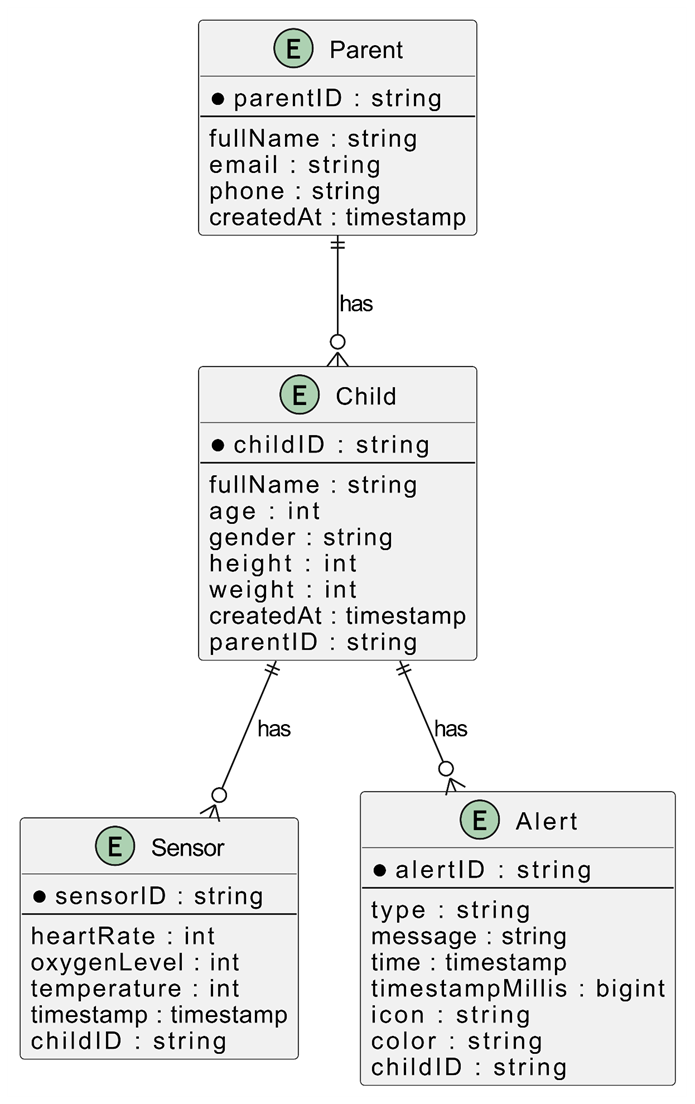 E Parent
parentID : string
fullName : string
email : string
phone : string
createdAt : timestamp
has
E Child
childID : string
fullName : string
age : int
gender : string
height : int
weight : int
createdAt : timestamp
parentID : string
has
has
E Sensor
sensorID : string
heartRate : int
oxygenLevel : int
temperature : int
timestamp : timestamp
childID : string
E Alert
alertID : string
type : string
message : string
time : timestamp
timestampMillis : bigint
icon : string
color : string
childID : string